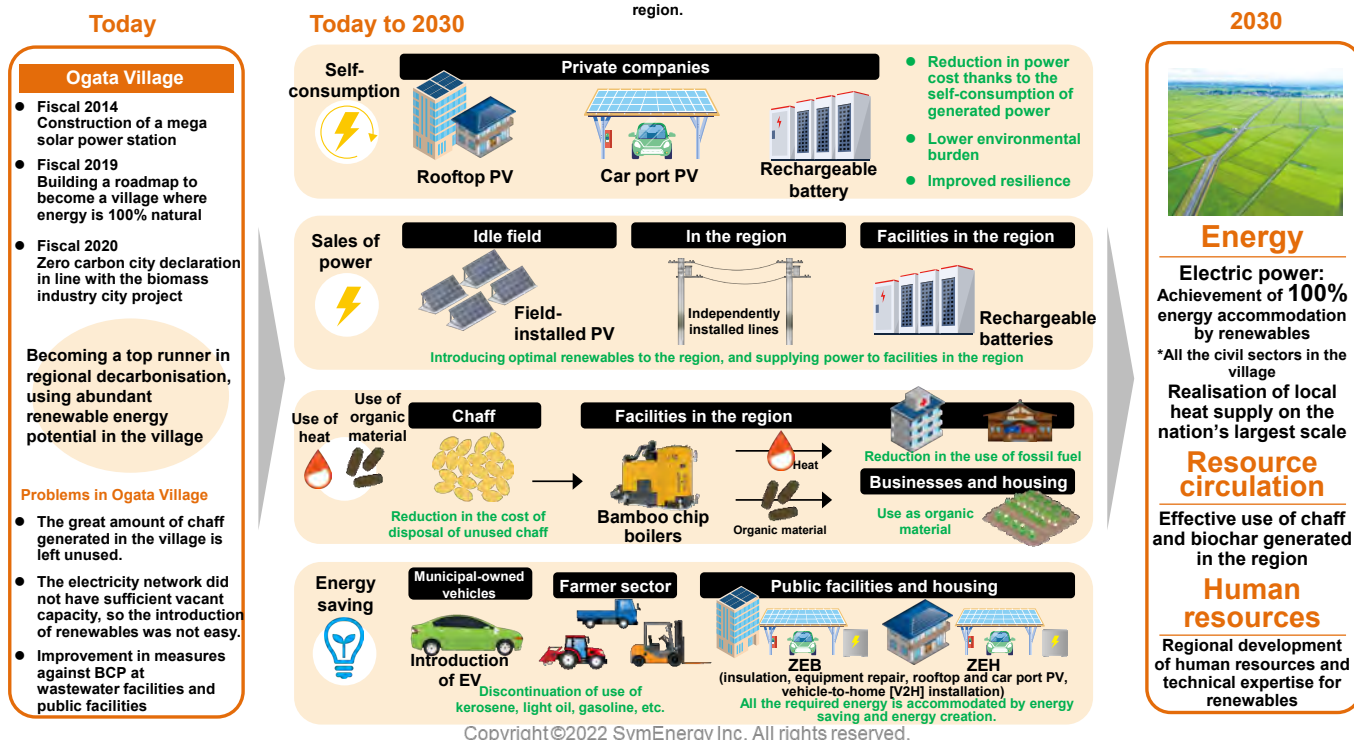 region.
Today
Today to 2030
2030
Ogata Village
● Fiscal 2014
Construction of a mega
solar power station
● Fiscal 2019
Building a roadmap to
become a village where
energy is 100% natural
● Fiscal 2020
Zero carbon city declaration
in line with the biomass
industry city project
Becoming a top runner in
regional decarbonisation,
using abundant
renewable energy
potential in the village
Problems in Ogata Village
● The great amount of chaff
generated in the village is
left unused.
● The electricity network did
not have sufficient vacant
capacity, so the introduction
of renewables was not easy.
● Improvement in measures
against BCP at
wastewater facilities and
public facilities
Self-
consumption
Private companies
Rooftop PV
Car port PV
Rechargeable
battery
● Reduction in power
cost thanks to the
self-consumption of
generated power
● Lower environmental
burden
● Improved resilience
Sales of
power
Idle field
Field-
installed PV
In the region
Independently
installed lines
Facilities in the region
Rechargeable
batteries
Introducing optimal renewables to the region, and supplying power to facilities in the region
Use of
heat
Use of
organic
material
Chaff
Reduction in the cost of
disposal of unused chaff
Facilities in the region
Bamboo chip
boilers
Heat
Organic material
Reduction in the use of fossil fuel
Businesses and housing
Use as organic
material
Energy
saving
Municipal-owned
vehicles
Introduction
of EV
Farmer sector
Discontinuation of use of
kerosene, light oil, gasoline, etc.
Public facilities and housing
ZEB
ZEH
(insulation, equipment repair, rooftop and car port PV,
vehicle-to-home [V2H] installation)
All the required energy is accommodated by energy
saving and energy creation.
Energy
Electric power:
Achievement of 100%
energy accommodation
by renewables
*All the civil sectors in the
village
Realisation of local
heat supply on the
nation's largest scale
Resource
circulation
Effective use of chaff
and biochar generated
in the region
Human
resources
Regional development
of human resources and
technical expertise for
renewables
Copyright©2022 SymEnergy Inc. All rights reserved.